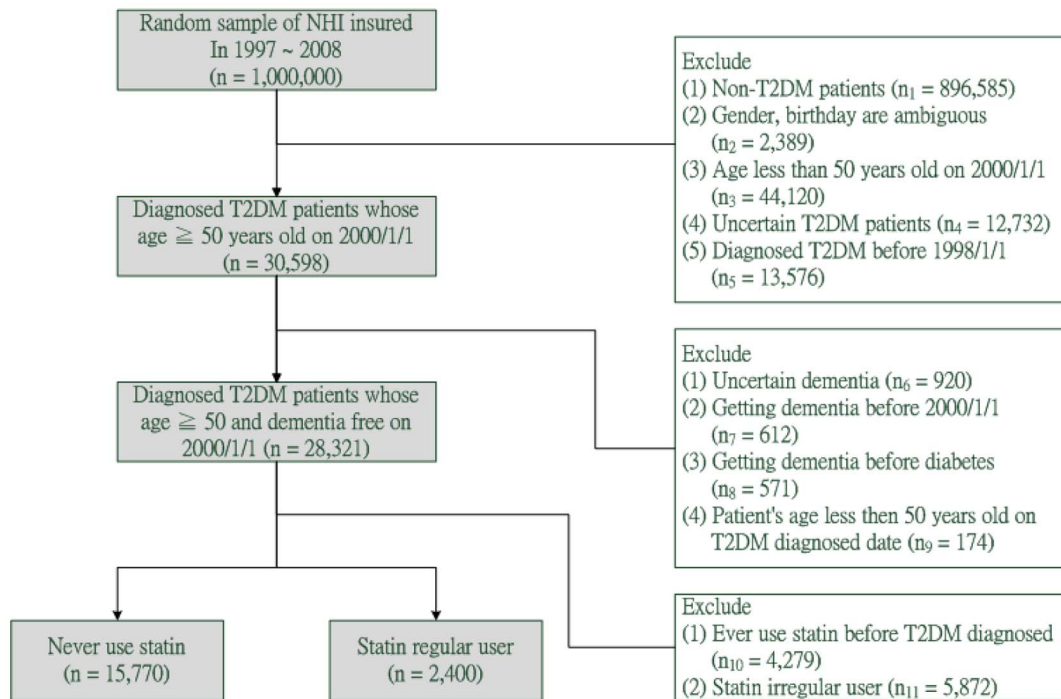 Random sample of NHI insured
In 1997 ~ 2008
(n = 1,000,000)
Exclude
(1) Non-T2DM patients (n₁ = 896,585)
(2) Gender, birthday are ambiguous
(n₂ = 2,389)
(3) Age less than 50 years old on 2000/1/1
(n₃ = 44,120)
(4) Uncertain T2DM patients (n₄ = 12,732)
(5) Diagnosed T2DM before 1998/1/1
(n₅ = 13,576)
Diagnosed T2DM patients whose
age ≧ 50 years old on 2000/1/1
(n = 30,598)
Exclude
(1) Uncertain dementia (n₆ = 920)
(2) Getting dementia before 2000/1/1
(n₇ = 612)
(3) Getting dementia before diabetes
(n₈ = 571)
(4) Patient's age less then 50 years old on
T2DM diagnosed date (n₉ = 174)
Diagnosed T2DM patients whose
age ≧ 50 and dementia free on
2000/1/1 (n = 28,321)
Exclude
(1) Ever use statin before T2DM diagnosed
(n₁₀ = 4,279)
(2) Statin irregular user (n₁₁ = 5,872)
Never use statin
(n = 15,770)
Statin regular user
(n = 2,400)